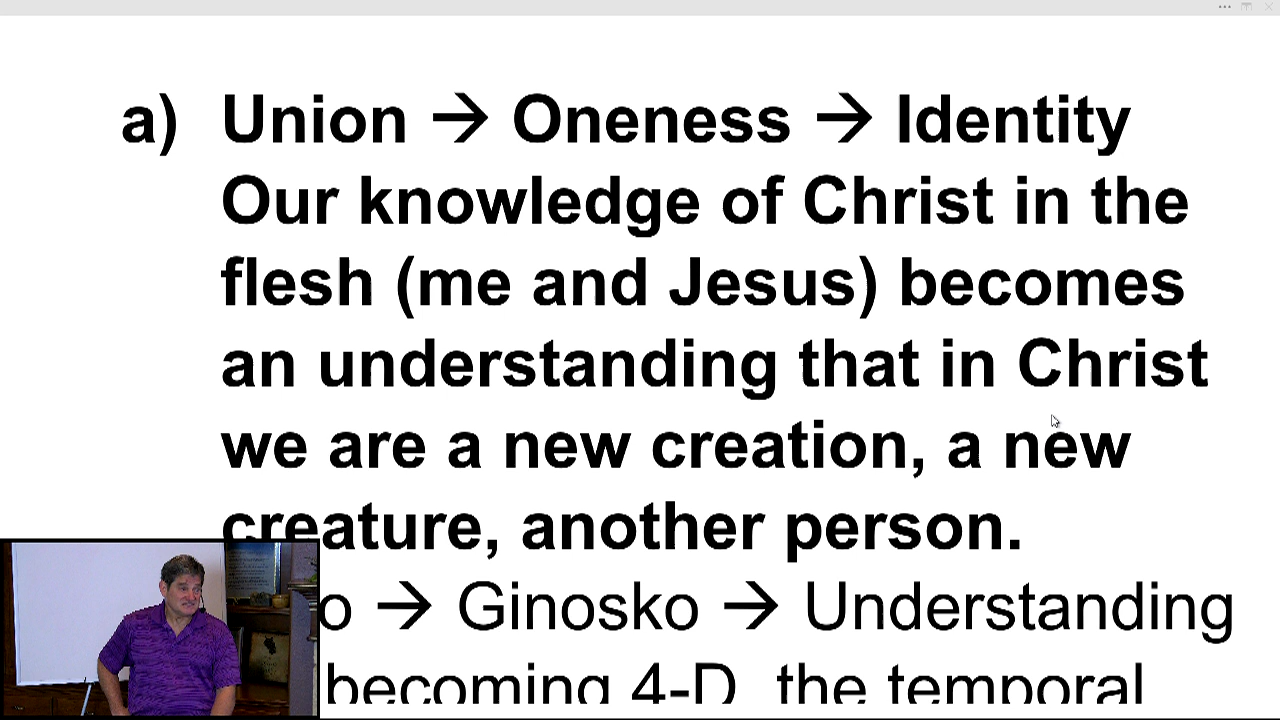 a) Union → Oneness → Identity
Our knowledge of Christ in the
flesh (me and Jesus) becomes
an understanding that in Christ
we are a new creation, a new
creature, another person.
o → Ginosko → Understanding
becoming 4-D the temporal